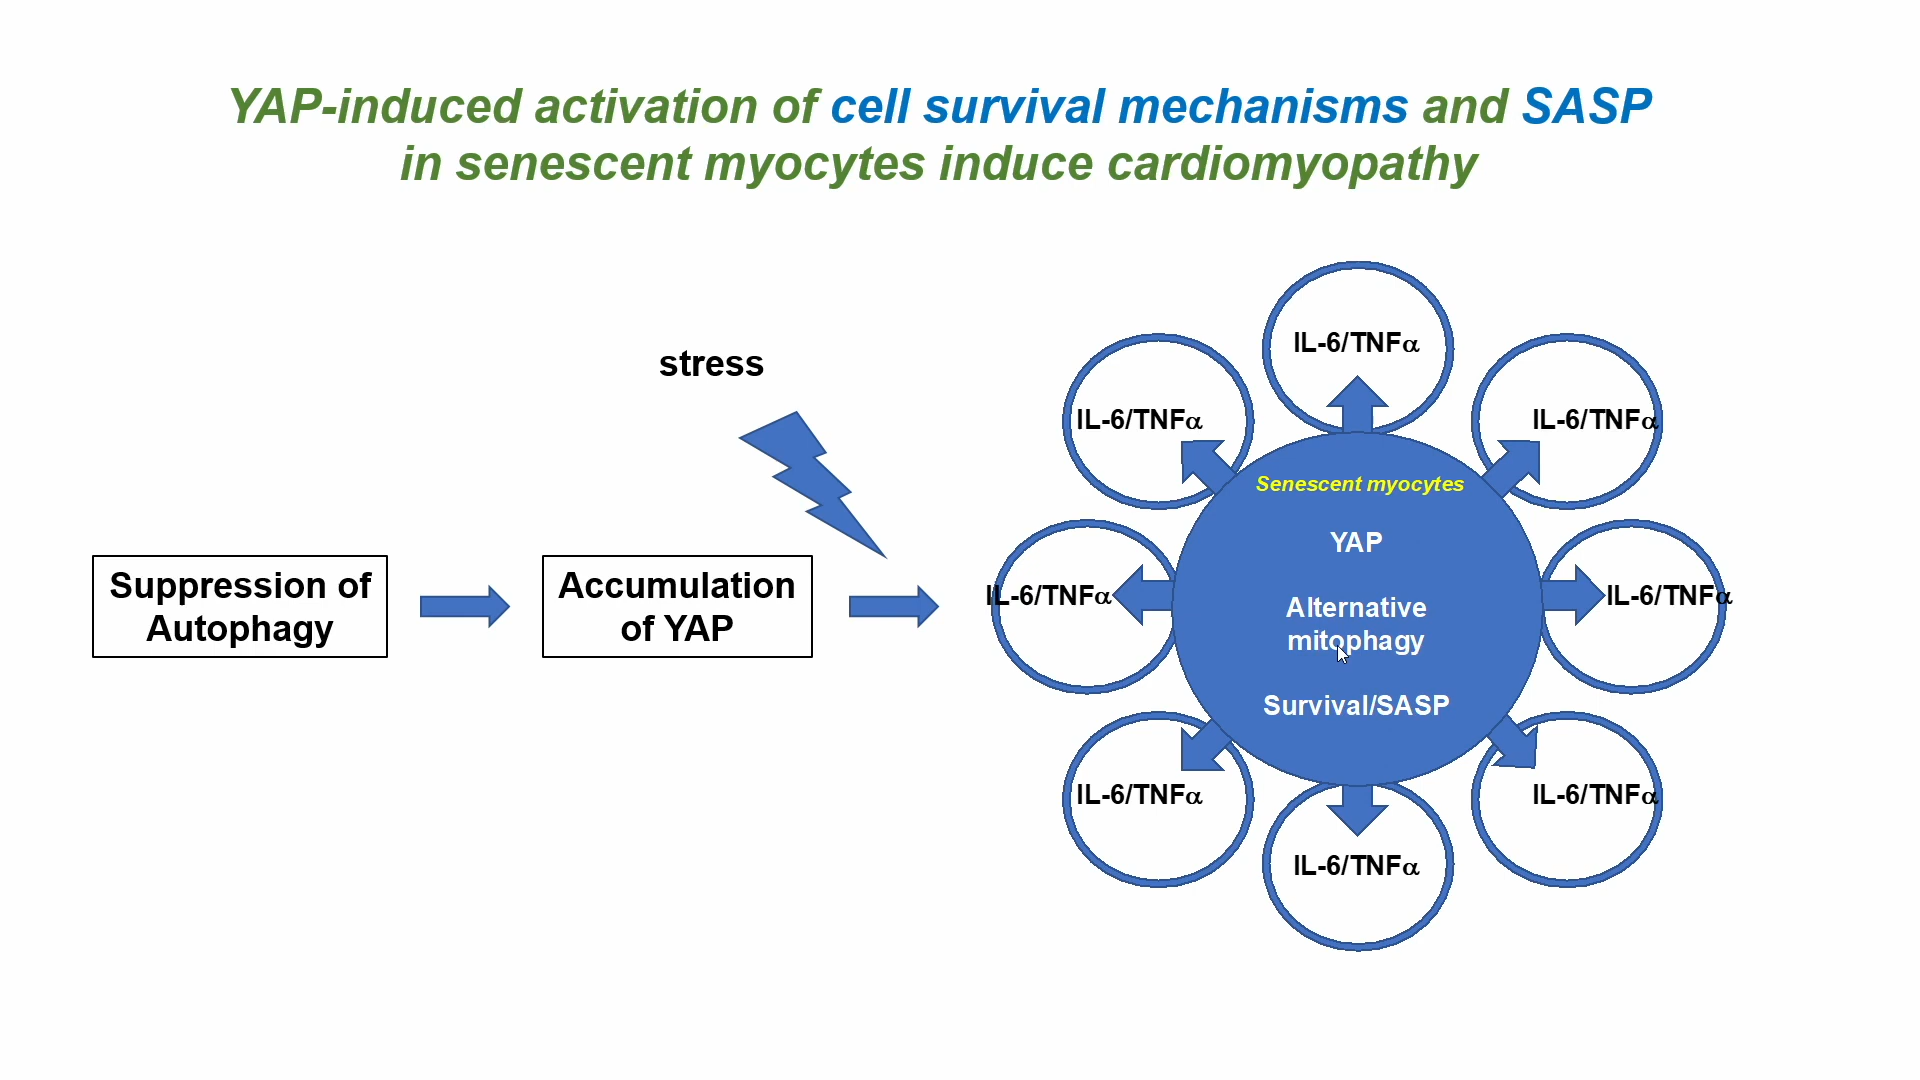 YAP-induced activation of cell survival mechanisms and SASP
in senescent myocytes induce cardiomyopathy
stress
Suppression of
Autophagy
Accumulation
of YAP
IL-6/TNFα
IL-6/TNFα
IL-6/TNFα
Senescent myocytes
YAP
IL-6/TNFα
Alternative
mitophagy
IL-6/TNFα
Survival/SASP
IL-6/TNFα
IL-6/TNFα
IL-6/TNFα